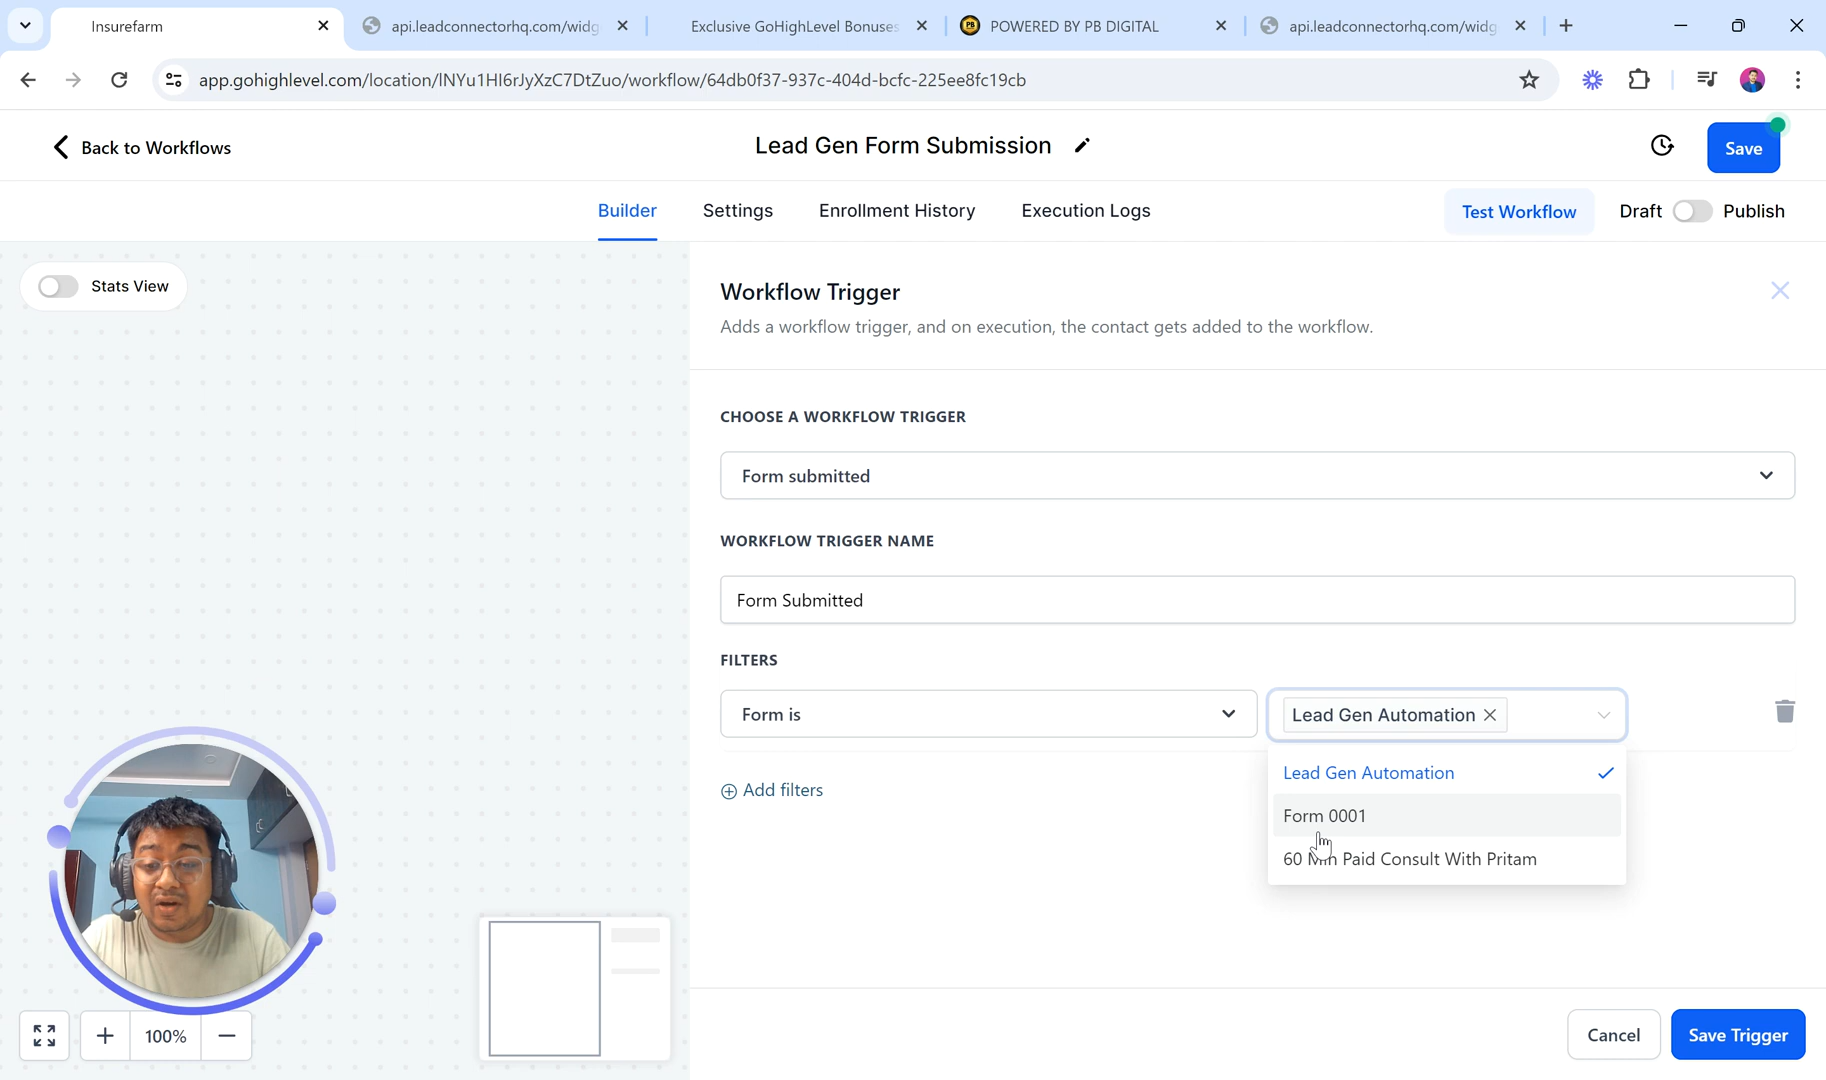 Insurefarm
api.leadconnectorhq.com/widg
Exclusive GoHighLevel Bonuses
POWERED BY PB DIGITAL
api.leadconnectorhq.com/widg
app.gohighlevel.com/location/lNYu1HI6rJyXzC7DtZuo/workflow/64db0f37-937c-404d-bcfc-225ee8fc19cb
Back to Workflows
Lead Gen Form Submission
Save
Builder
Settings
Enrollment History
Execution Logs
Test Workflow
Draft
Publish
Stats View
Workflow Trigger
Adds a workflow trigger, and on execution, the contact gets added to the workflow.
CHOOSE A WORKFLOW TRIGGER
Form submitted
WORKFLOW TRIGGER NAME
Form Submitted
FILTERS
Form is
Lead Gen Automation
Lead Gen Automation
Form 0001
60 Min Paid Consult With Pritam
Add filters
100%
Cancel
Save Trigger